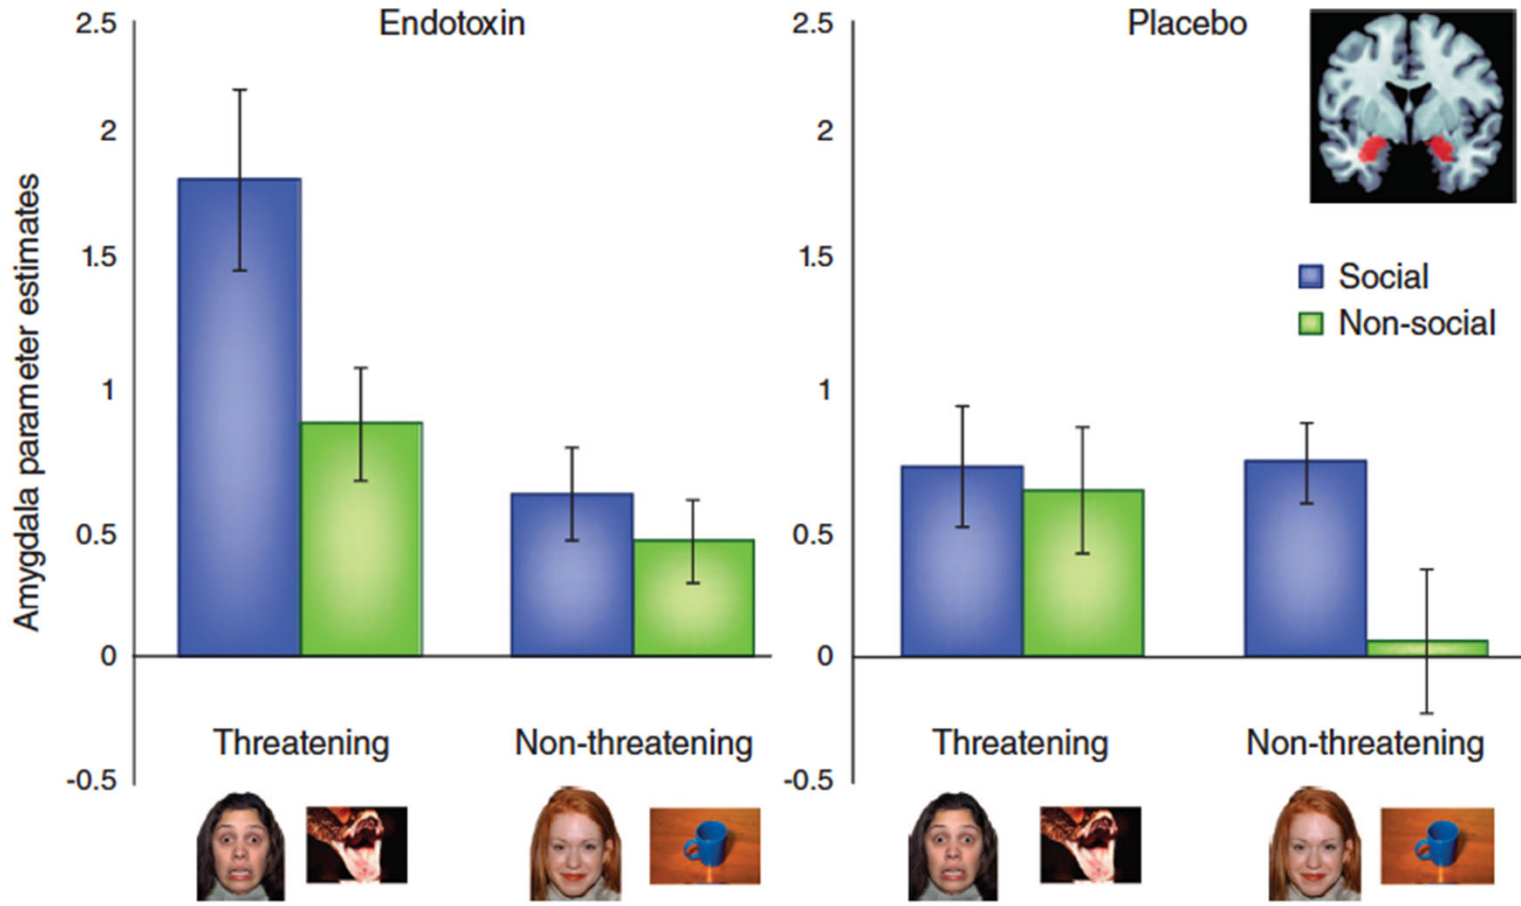 Endotoxin
Placebo
Amygdala parameter estimates
2.5
2
1.5
1
0.5
0
-0.5
Threatening
Non-threatening
2.5
2
1.5
1
0.5
0
-0.5
Threatening
Non-threatening
Social
Non-social